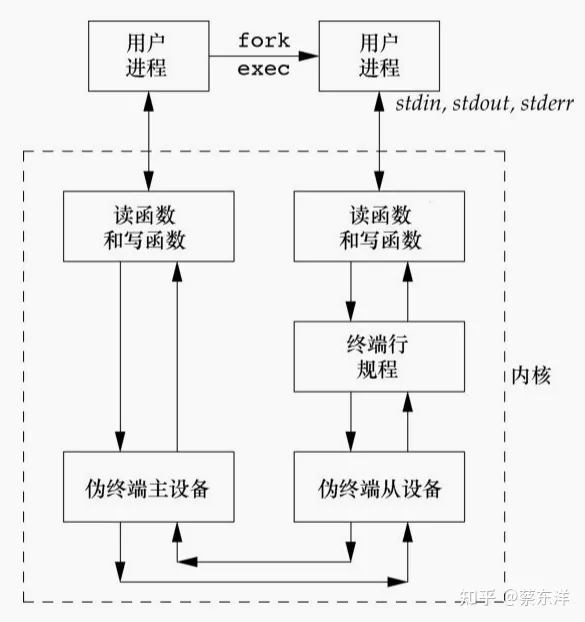 用户
进程
fork
exec
用户
进程
stdin, stdout, stderr
读函数
和写函数
读函数
和写函数
终端行
规程
内核
伪终端主设备
伪终端从设备
知乎 @蔡东洋